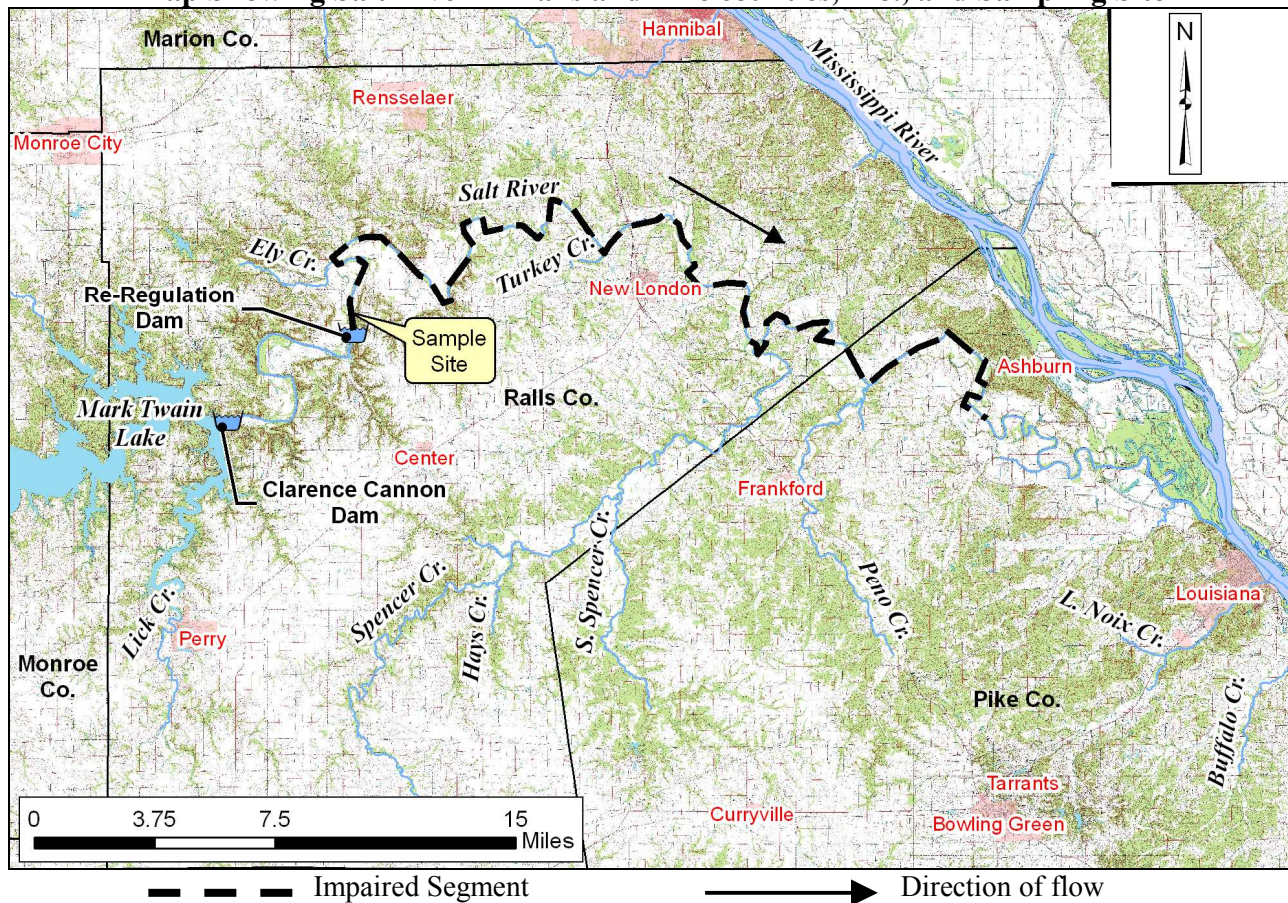 Marion Co.
Hannibal
N
Mississippi River
Rensselaer
Monroe City
Salt River
Ely Cr.
Turkey Cr.
New London
Re-Regulation
Dam
Sample
Site
Ashburn
Ralls Co.
Mark Twain
Lake
Center
Clarence Cannon
Dam
Frankford
S. Spencer Cr.
Spencer Cr.
Hays Cr.
Peno Cr.
Lick Cr.
Perry
Louisiana
L. Noix Cr.
Monroe
Co.
Pike Co.
Buffalo Cr.
Tarrants
Curryville
Bowling Green
0 3.75 7.5 15
Miles
Impaired Segment
Direction of flow